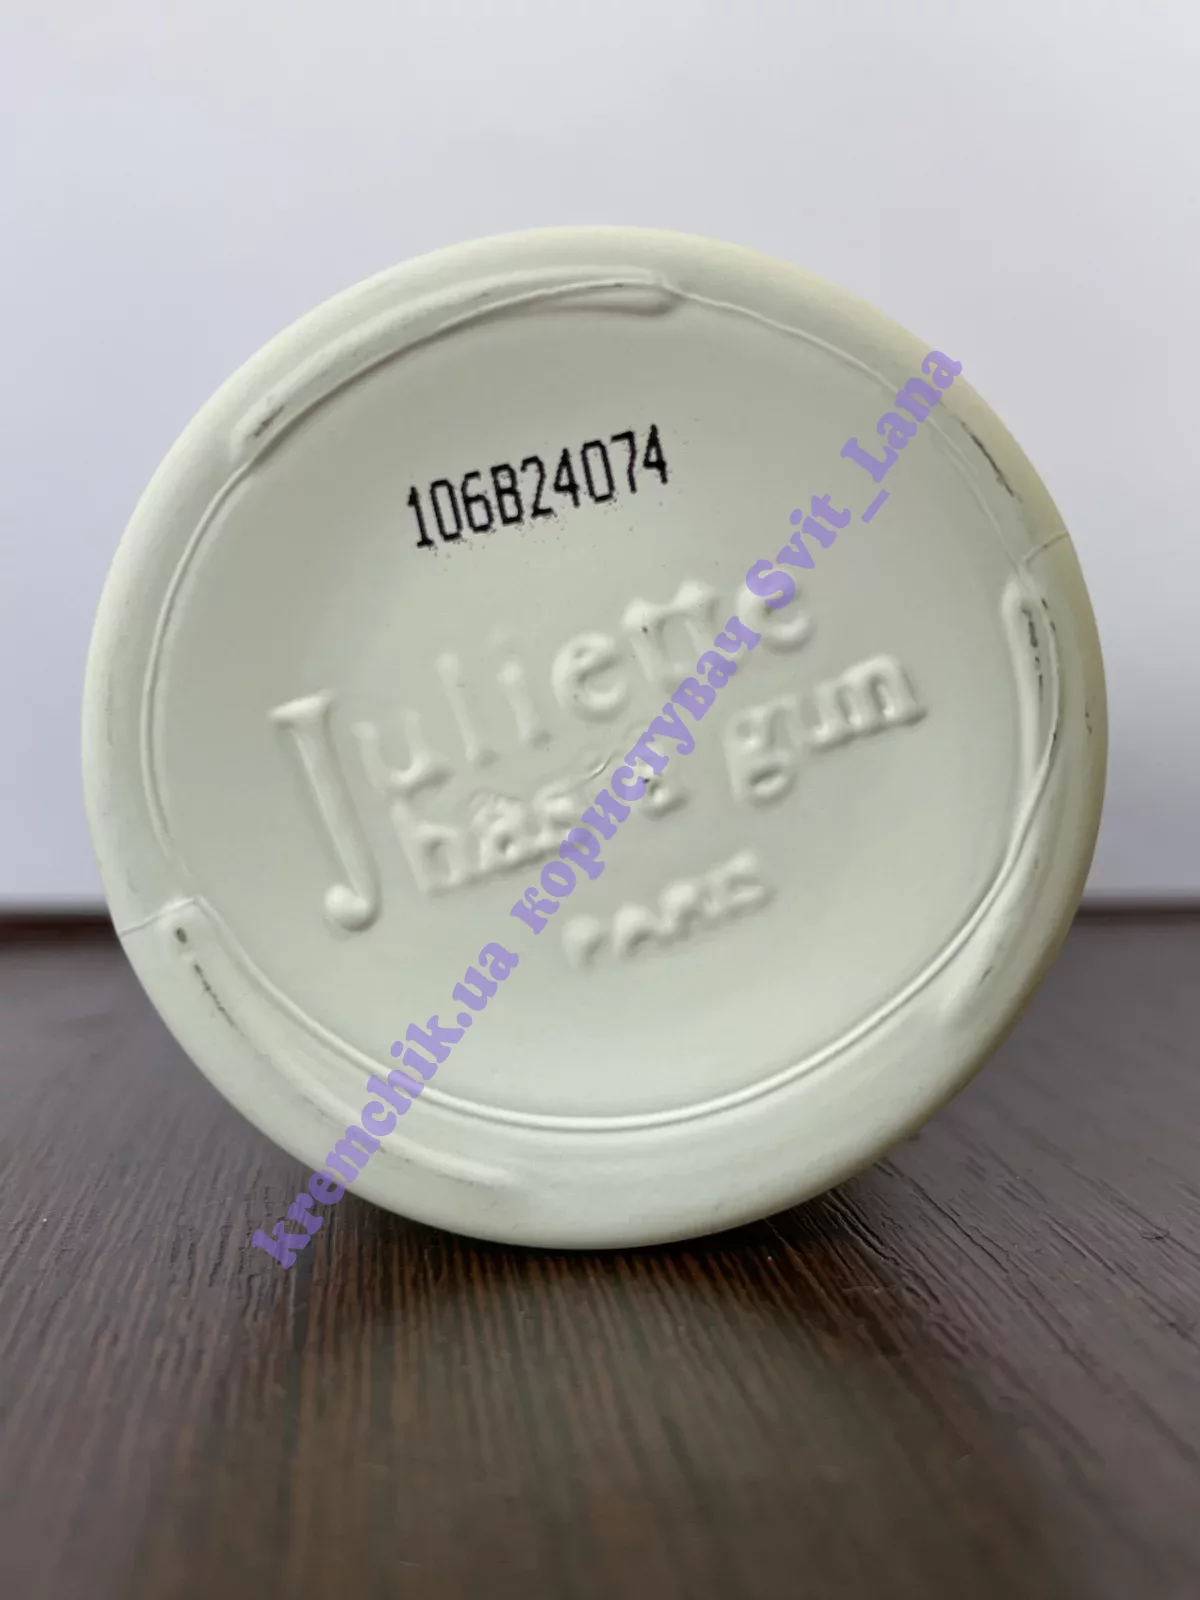 106B24074
Juliette
has a gun
PARIS
kremchik.ua користувач Svit_Lana